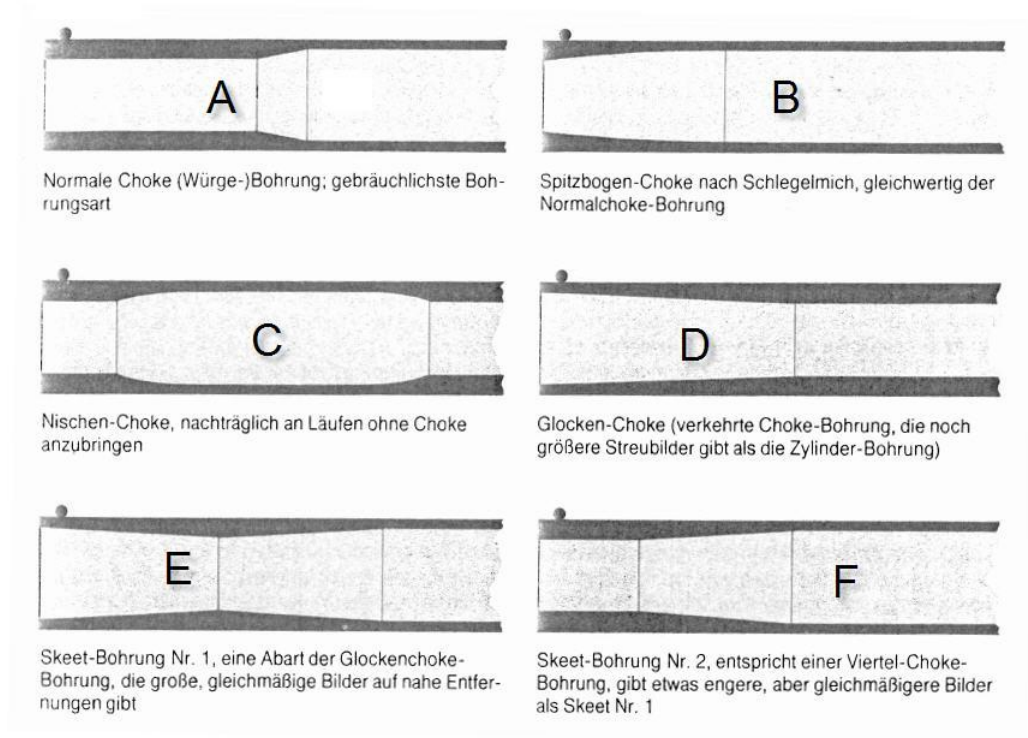 A
Normale Choke (Würge-)Bohrung; gebräuchlichste Boh-
rungsart
B
Spitzbogen-Choke nach Schlegelmich, gleichwertig der
Normalchoke-Bohrung
C
Nischen-Choke, nachträglich an Läufen ohne Choke
anzubringen
D
Glocken-Choke (verkehrte Choke-Bohrung, die noch
größere Streubilder gibt als die Zylinder-Bohrung)
E
Skeet-Bohrung Nr. 1, eine Abart der Glockenchoke-
Bohrung, die große, gleichmäßige Bilder auf nahe Entfer-
nungen gibt
F
Skeet-Bohrung Nr. 2, entspricht einer Viertel-Choke-
Bohrung, gibt etwas engere, aber gleichmäßigere Bilder
als Skeet Nr. 1